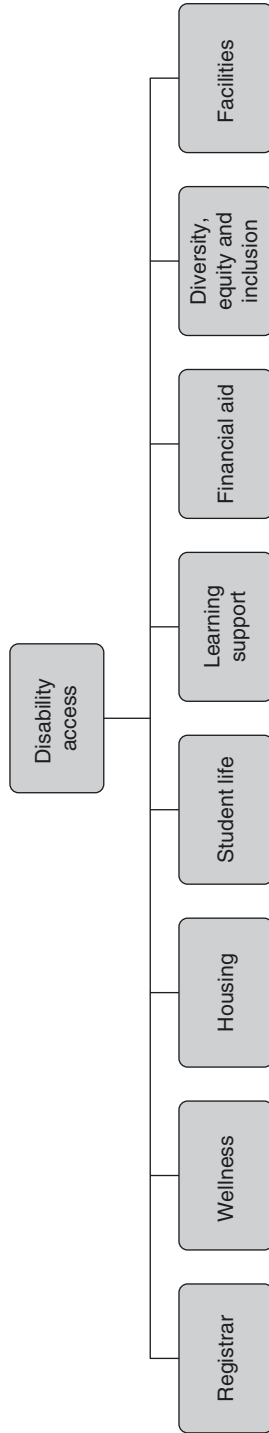 Disability
access
Registrar
Wellness
Housing
Student life
Learning
support
Financial aid
Diversity,
equity and
inclusion
Facilities